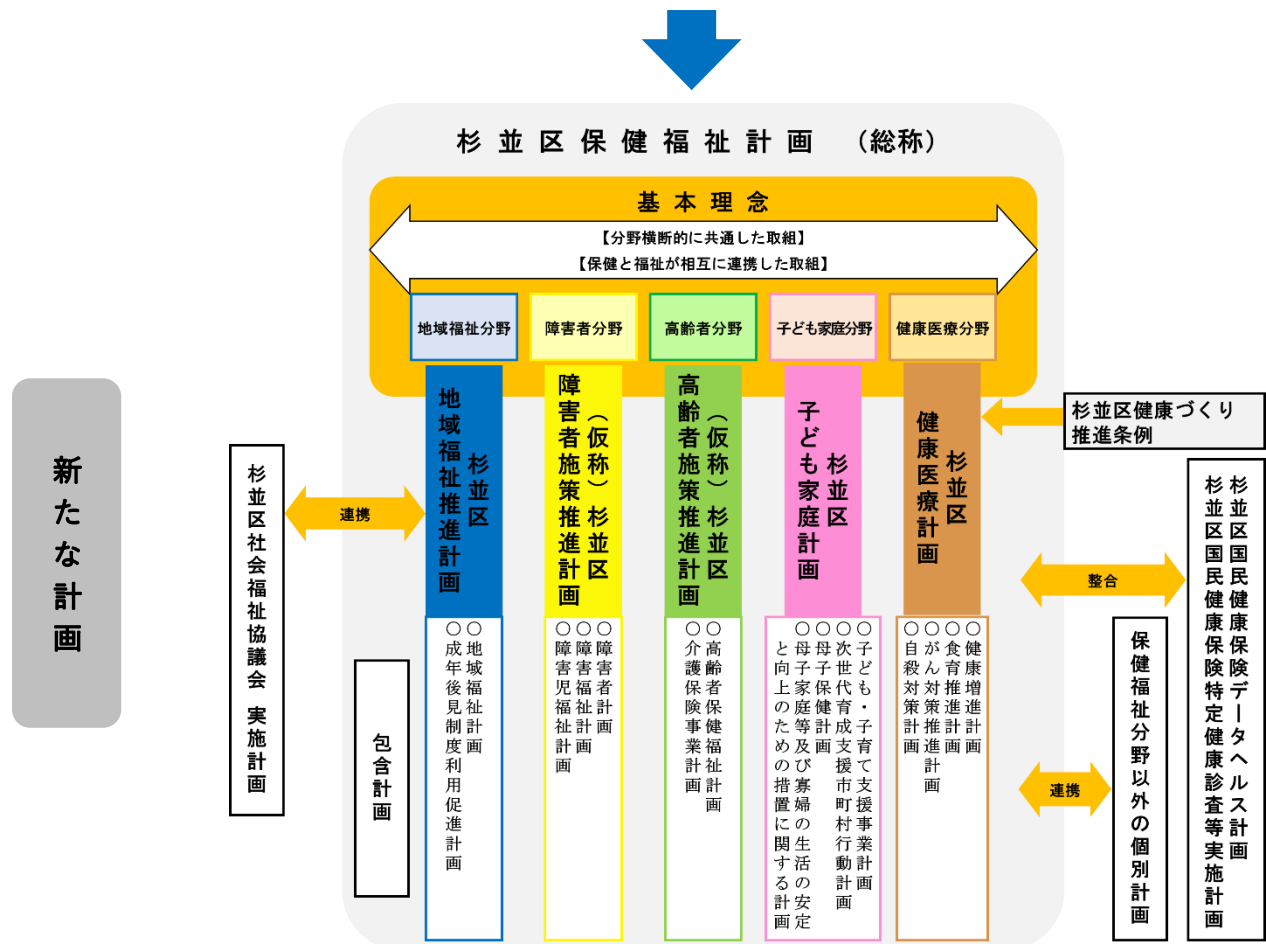 杉並区保健福祉計画 （総称）
基本理念
【分野横断的に共通した取組】
【保健と福祉が相互に連携した取組】
地域福祉分野
障害者分野
高齢者分野
子ども家庭分野
健康医療分野
新たな計画
杉並区社会福祉協議会 実施計画
連携
包含計画
杉並区
地域福祉推進計画
○地域福祉計画
○成年後見制度利用促進計画
（仮称）杉並区
障害者施策推進計画
○障害者計画
○障害福祉計画
○障害児福祉計画
（仮称）杉並区
高齢者施策推進計画
○高齢者保健福祉計画
○介護保険事業計画
杉並区
子ども家庭計画
○子ども・子育て支援事業計画
○次世代育成支援市町村行動計画
○母子保健計画
○母子家庭等及び寡婦の生活の安定
と向上のための措置に関する計画
杉並区
健康医療計画
○健康増進計画
○食育推進計画
○がん対策推進計画
○自殺対策計画
杉並区健康づくり
推進条例
整合
杉並区国民健康保険データヘルス計画
杉並区国民健康保険特定健康診査等実施計画
連携
保健福祉分野以外の個別計画